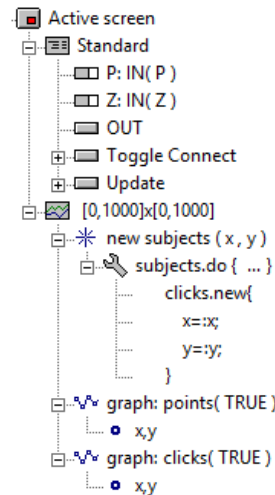 Active screen
Standard
P: IN( P )
Z: IN( Z )
OUT
Toggle Connect
Update
[0,1000]x[0,1000]
new subjects ( x , y )
subjects.do { ... }
clicks.new{
x=:x;
y=:y;
}
graph: points( TRUE )
x,y
graph: clicks( TRUE )
x,y